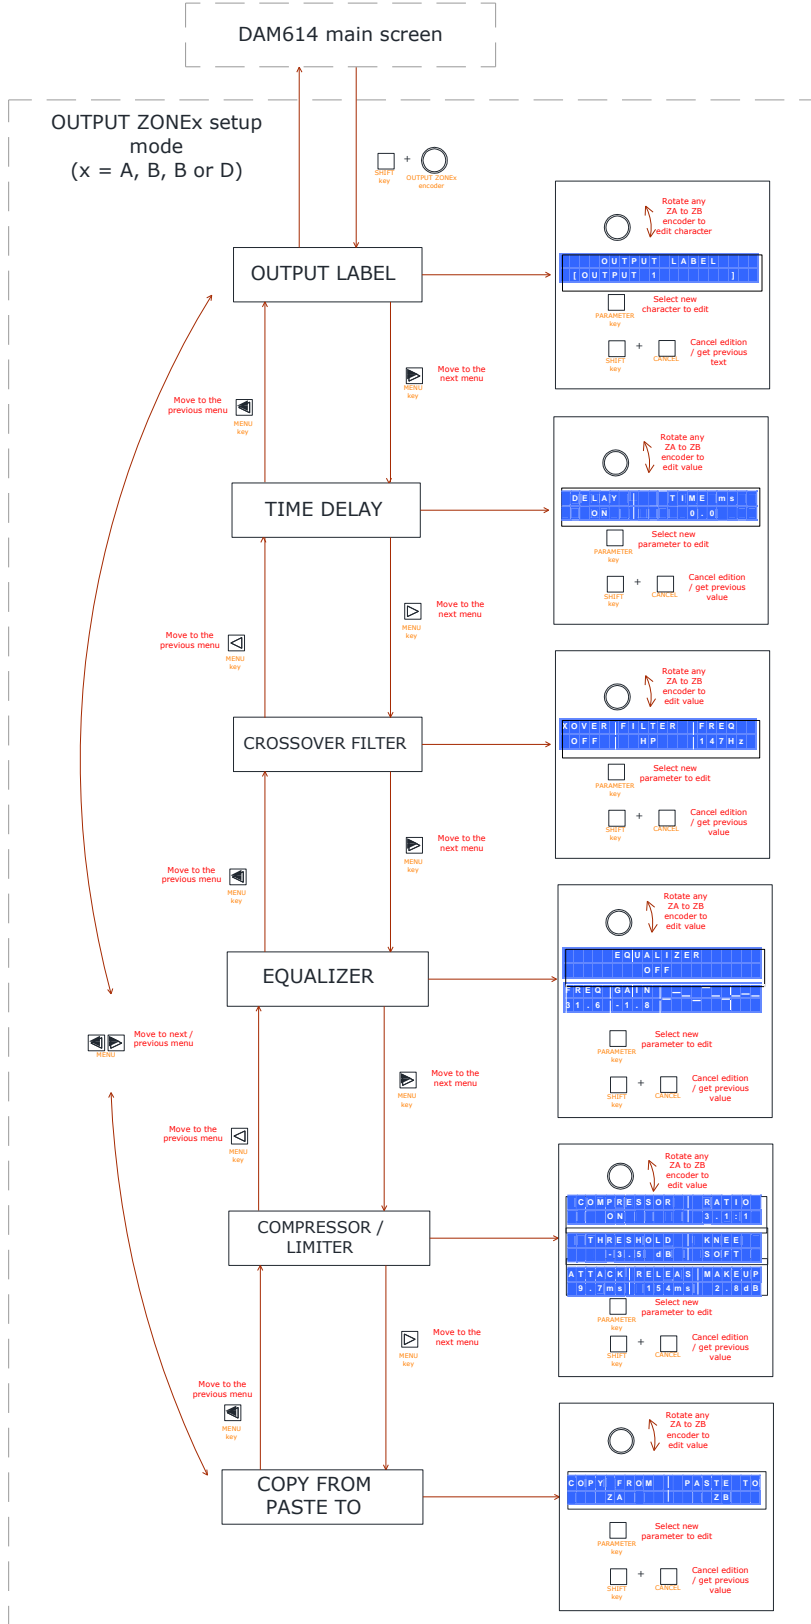 DAM614 main screen
OUTPUT ZONEx setup
mode
(x = A, B, B or D)
+
SHIFT
key
OUTPUT ZONEx
encoder
OUTPUT LABEL
Rotate any
ZA to ZB
encoder to
edit character
OUTPUT LABEL
[OUTPUT 1 ]
PARAMETER
key
Select new
character to edit
+
SHIFT
key
CANCEL
Cancel edition
/ get previous
text
Move to the
previous menu
MENU
key
MENU
key
Move to the
next menu
TIME DELAY
Rotate any
ZA to ZB
encoder to
edit value
DELAY | TIME ms
ON | 0.0
PARAMETER
key
Select new
parameter to edit
+
SHIFT
key
CANCEL
Cancel edition
/ get previous
value
Move to the
previous menu
MENU
key
MENU
key
Move to the
next menu
CROSSOVER FILTER
Rotate any
ZA to ZB
encoder to
edit value
XOVER|FILTER|FREQ
OFF | HP |147Hz
PARAMETER
key
Select new
parameter to edit
+
SHIFT
key
CANCEL
Cancel edition
/ get previous
value
Move to the
previous menu
MENU
key
MENU
key
Move to the
next menu
EQUALIZER
Rotate any
ZA to ZB
encoder to
edit value
EQUALIZER
OFF
FREQ|GAIN
31.6|-1.8
PARAMETER
key
Select new
parameter to edit
+
SHIFT
key
CANCEL
Cancel edition
/ get previous
value
Move to next /
previous menu
MENU
Move to the
previous menu
MENU
key
MENU
key
Move to the
next menu
COMPRESSOR /
LIMITER
Rotate any
ZA to ZB
encoder to
edit value
COMPRESSOR | RATIO
ON | 3.1:1
THRESHOLD | KNEE
-3.5 dB | SOFT
ATTACK|RELEAS|MAKEUP
9.7ms|154ms| 2.8dB
PARAMETER
key
Select new
parameter to edit
+
SHIFT
key
CANCEL
Cancel edition
/ get previous
value
Move to the
previous menu
MENU
key
MENU
key
Move to the
next menu
COPY FROM
PASTE TO
Rotate any
ZA to ZB
encoder to
edit value
COPY FROM | PASTE TO
ZA | ZB
PARAMETER
key
Select new
parameter to edit
+
SHIFT
key
CANCEL
Cancel edition
/ get previous
value